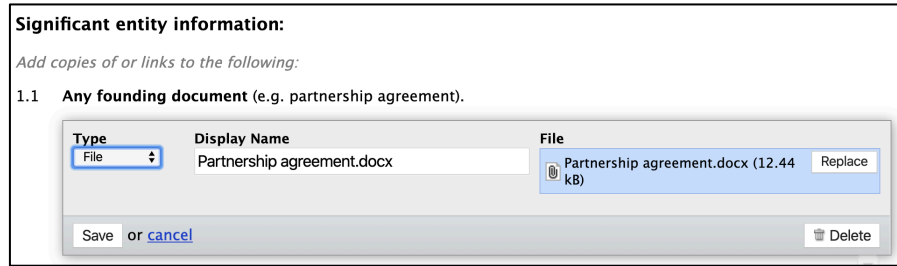 Significant entity information:
Add copies of or links to the following:
1.1 Any founding document (e.g. partnership agreement).
Type Display Name File
File Partnership agreement.docx Partnership agreement.docx (12.44 kB) Replace
Save or cancel Delete